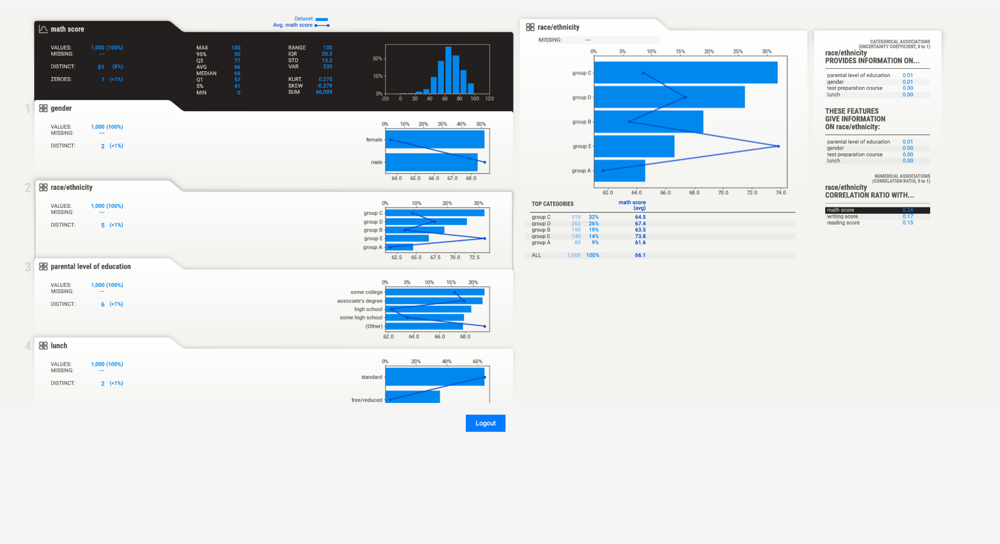 Dataset
Avg. math score
math score
VALUES: 1,000 (100%)
MISSING: ---
DISTINCT: 81 (8%)
ZEROES: 1 (<1%)
MAX 100
95% 90
Q3 77
AVG 66
MEDIAN 66
Q1 57
5% 41
MIN 0
RANGE 100
IQR 20.0
STD 15.2
VAR 230
KURT. 0.275
SKEW -0.279
SUM 66,089
20%
10%
0%
-20 0 20 40 60 80 100 120
1
gender
VALUES: 1,000 (100%)
MISSING: ---
DISTINCT: 2 (<1%)
0% 10% 20% 30% 40% 50%
female
male
64.0 65.0 66.0 67.0 68.0
2
race/ethnicity
VALUES: 1,000 (100%)
MISSING: ---
DISTINCT: 5 (<1%)
0% 10% 20% 30%
group C
group D
group B
group E
group A
62.5 65.0 67.5 70.0 72.5
3
parental level of education
VALUES: 1,000 (100%)
MISSING: ---
DISTINCT: 6 (<1%)
0% 5% 10% 15% 20%
some college
associate's degree
high school
some high school
(Other)
62.0 64.0 66.0 68.0
4
lunch
VALUES: 1,000 (100%)
MISSING: ---
DISTINCT: 2 (<1%)
0% 20% 40% 60%
standard
free/reduced
race/ethnicity
MISSING: ---
0% 5% 10% 15% 20% 25% 30%
group C
group D
group B
group E
group A
62.0 64.0 66.0 68.0 70.0 72.0 74.0
TOP CATEGORIES
math score
(avg)
group C 319 32% 64.5
group D 262 26% 67.4
group B 190 19% 63.5
group E 140 14% 73.8
group A 89 9% 61.6
ALL 1,000 100% 66.1
CATEGORICAL ASSOCIATIONS
(UNCERTAINTY COEFFICIENT, 0 to 1)
race/ethnicity
PROVIDES INFORMATION ON...
parental level of education 0.01
gender 0.01
test preparation course 0.00
lunch 0.00
THESE FEATURES
GIVE INFORMATION
ON race/ethnicity:
parental level of education 0.01
gender 0.00
test preparation course 0.00
lunch 0.00
NUMERICAL ASSOCIATIONS
(CORRELATION RATIO, 0 to 1)
race/ethnicity
CORRELATION RATIO WITH...
math score 0.24
writing score 0.17
reading score 0.15
Logout